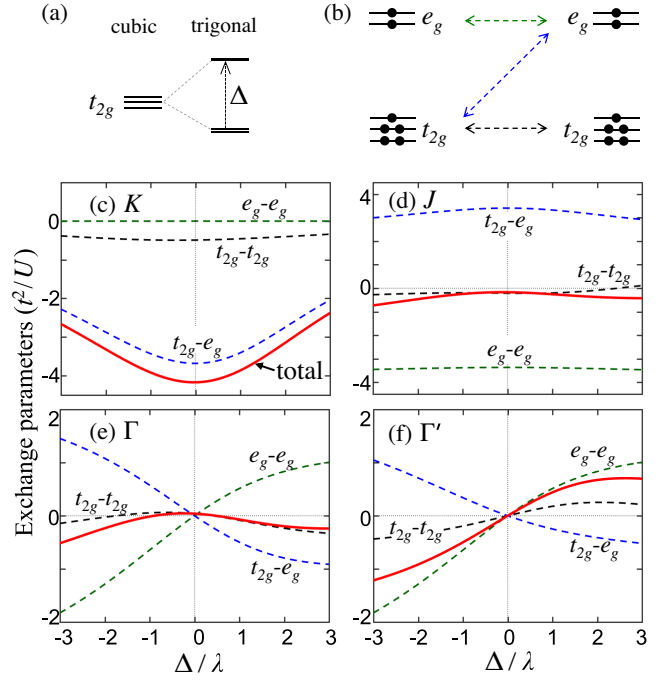 (a)
cubic trigonal
t2g
Δ
(b)
eg eg
t2g t2g
Exchange parameters (t²/U)
(c) K
eg-eg
t2g-t2g
t2g-eg
total
0
-2
-4
(d) J
t2g-eg
t2g-t2g
eg-eg
4
0
-4
(e) Γ
eg-eg
t2g-t2g
t2g-eg
2
0
-2
-3 -2 -1 0 1 2 3
Δ / λ
(f) Γ′
eg-eg
t2g-t2g
t2g-eg
2
0
-2
-3 -2 -1 0 1 2 3
Δ / λ